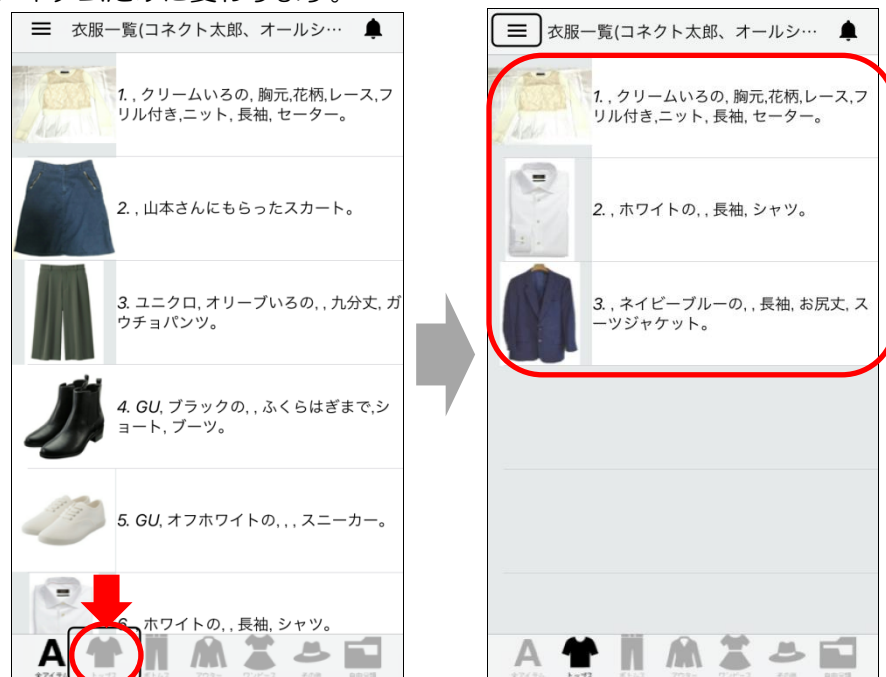 衣服一覧(コネクト太郎、オールシ…
1. , クリームいろの, 胸元,花柄,レース,フ
リル付き,ニット, 長袖, セーター。
2. , 山本さんにもらったスカート。
3. ユニクロ, オリーブいろの, , 九分丈, ガ
ウチョパンツ。
4. GU, ブラックの, , ふくらはぎまで,シ
ョート, ブーツ。
5. GU, オフホワイトの, , , スニーカー。
ホワイトの, , 長袖, シャツ。
A
衣服一覧(コネクト太郎、オールシ…
1. , クリームいろの, 胸元,花柄,レース,フ
リル付き,ニット, 長袖, セーター。
2. , ホワイトの, , 長袖, シャツ。
3. , ネイビーブルーの, , 長袖, お尻丈, ス
ーツジャケット。
A